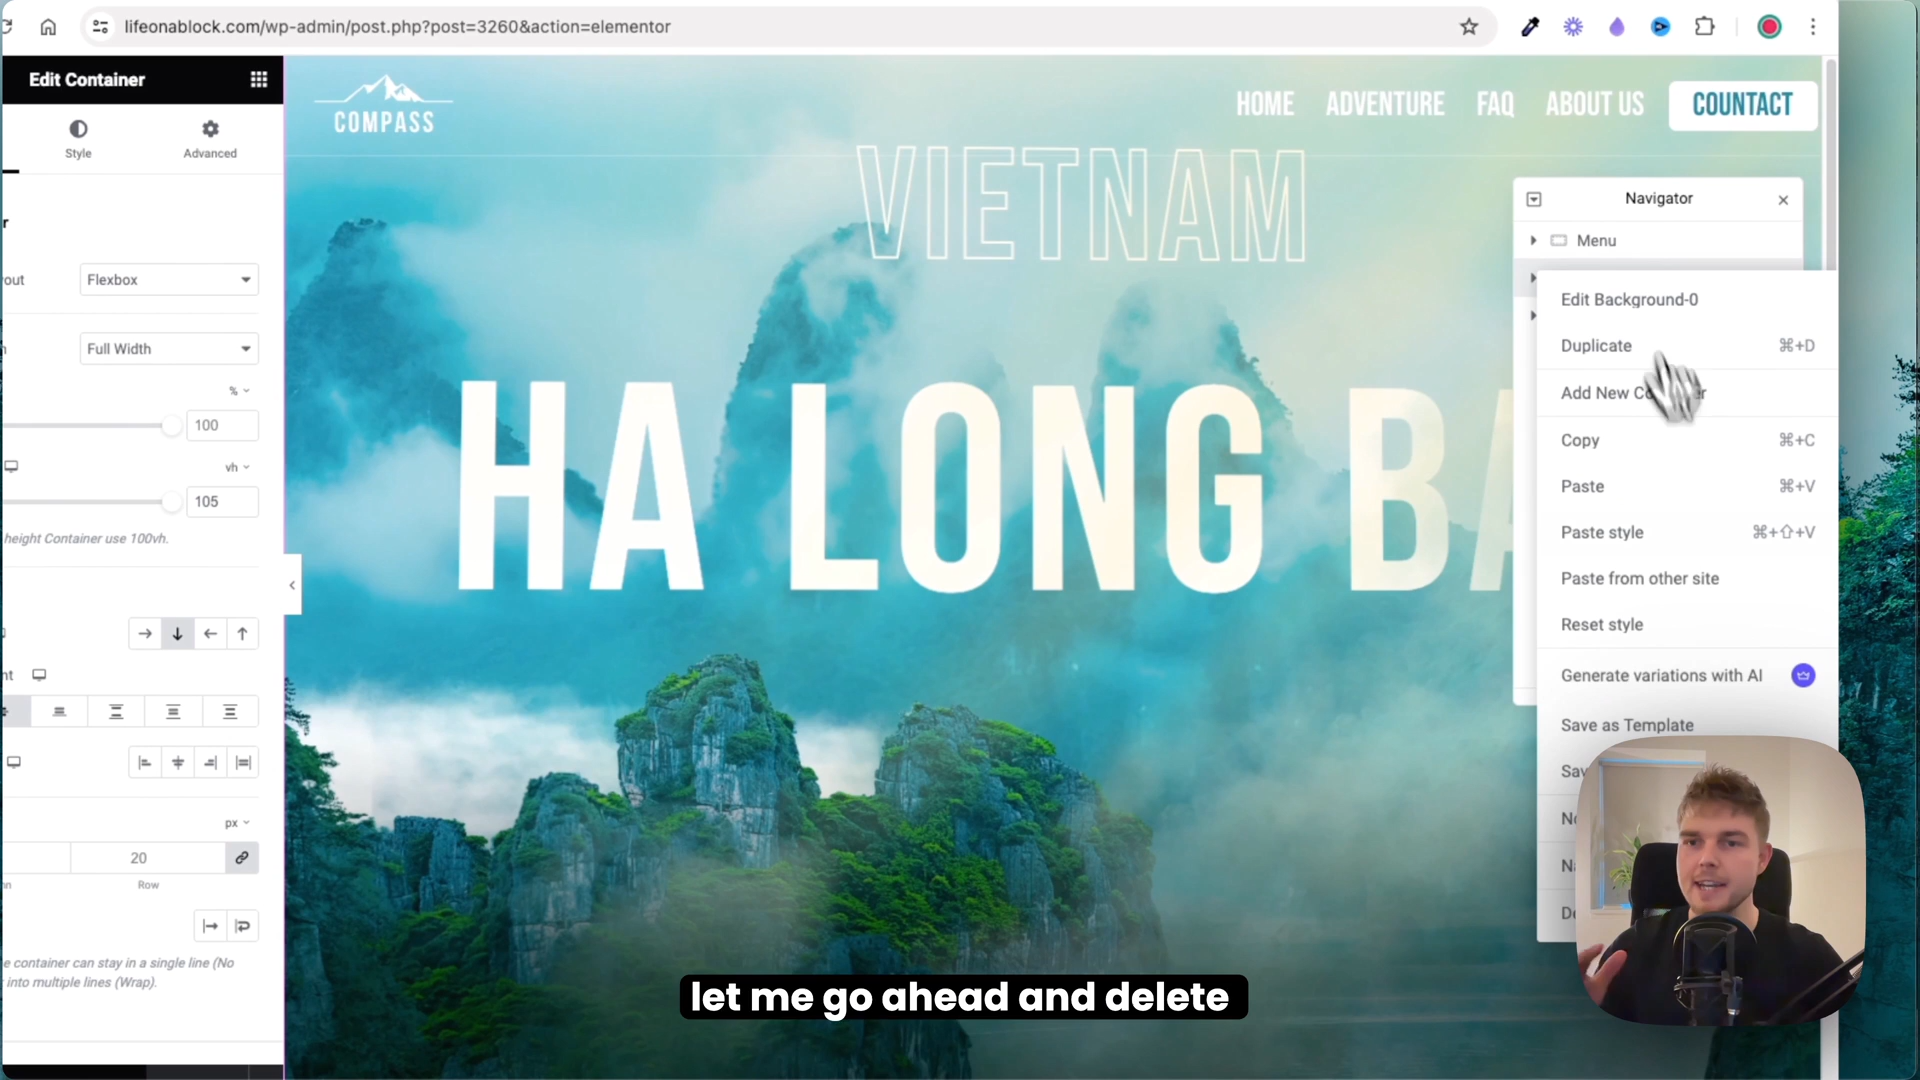 lifeonablock.com/wp-admin/post.php?post=3260&action=elementor
Edit Container
Style
Advanced
r
out
Flexbox
Full Width
%
100
vh
105
height Container use 100vh.
nt
px
20
Row
e container can stay in a single line (No
into multiple lines (Wrap).
COMPASS
HOME
ADVENTURE
FAQ
ABOUT US
COUNTACT
VIETNAM
HA LONG BA
Navigator
Menu
Edit Background-0
Duplicate ⌘+D
Add New Co er
Copy ⌘+C
Paste ⌘+V
Paste style ⌘+⇧+V
Paste from other site
Reset style
Generate variations with AI
Save as Template
Sav
let me go ahead and delete